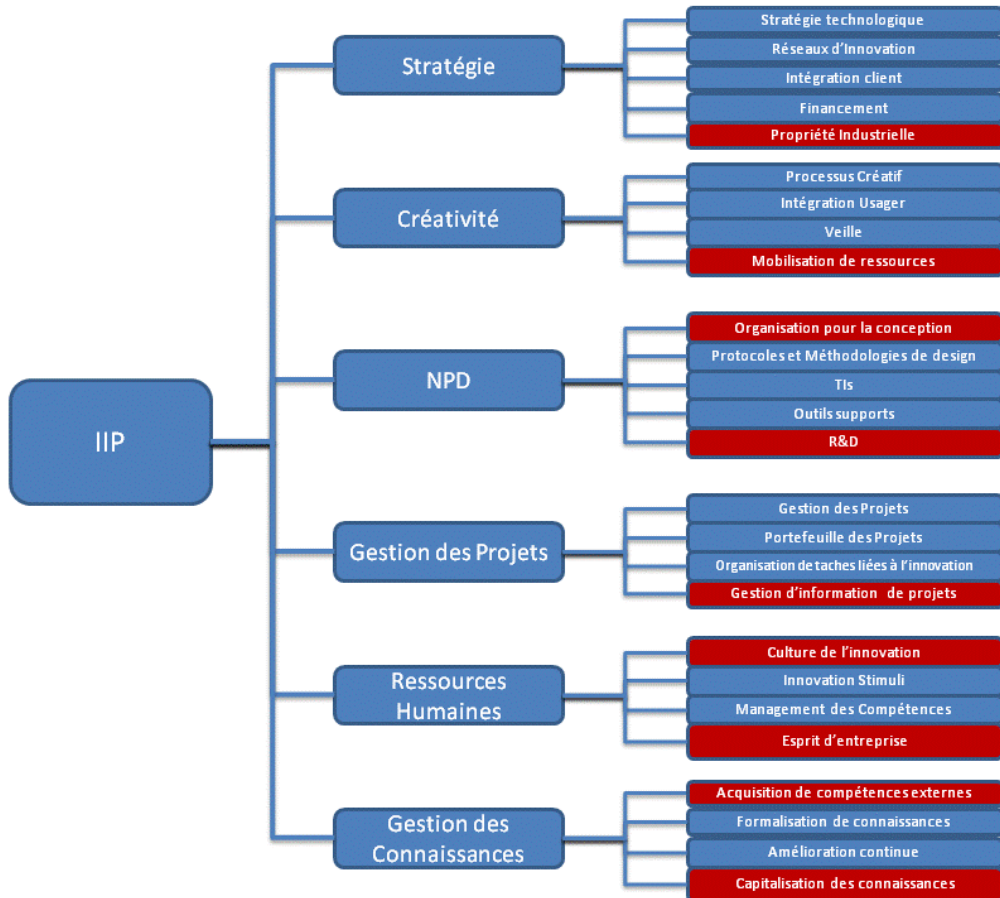 IIP
Stratégie
Stratégie technologique
Réseaux d'Innovation
Intégration client
Financement
Propriété Industrielle
Créativité
Processus Créatif
Intégration Usager
Veille
Mobilisation de ressources
NPD
Organisation pour la conception
Protocoles et Méthodologies de design
TIs
Outils supports
R&D
Gestion des Projets
Gestion des Projets
Portefeuille des Projets
Organisation de taches liées à l'innovation
Gestion d'information de projets
Ressources
Humaines
Culture de l'innovation
Innovation Stimuli
Management des Compétences
Esprit d'entreprise
Gestion des
Connaissances
Acquisition de compétences externes
Formalisation de connaissances
Amélioration continue
Capitalisation des connaissances